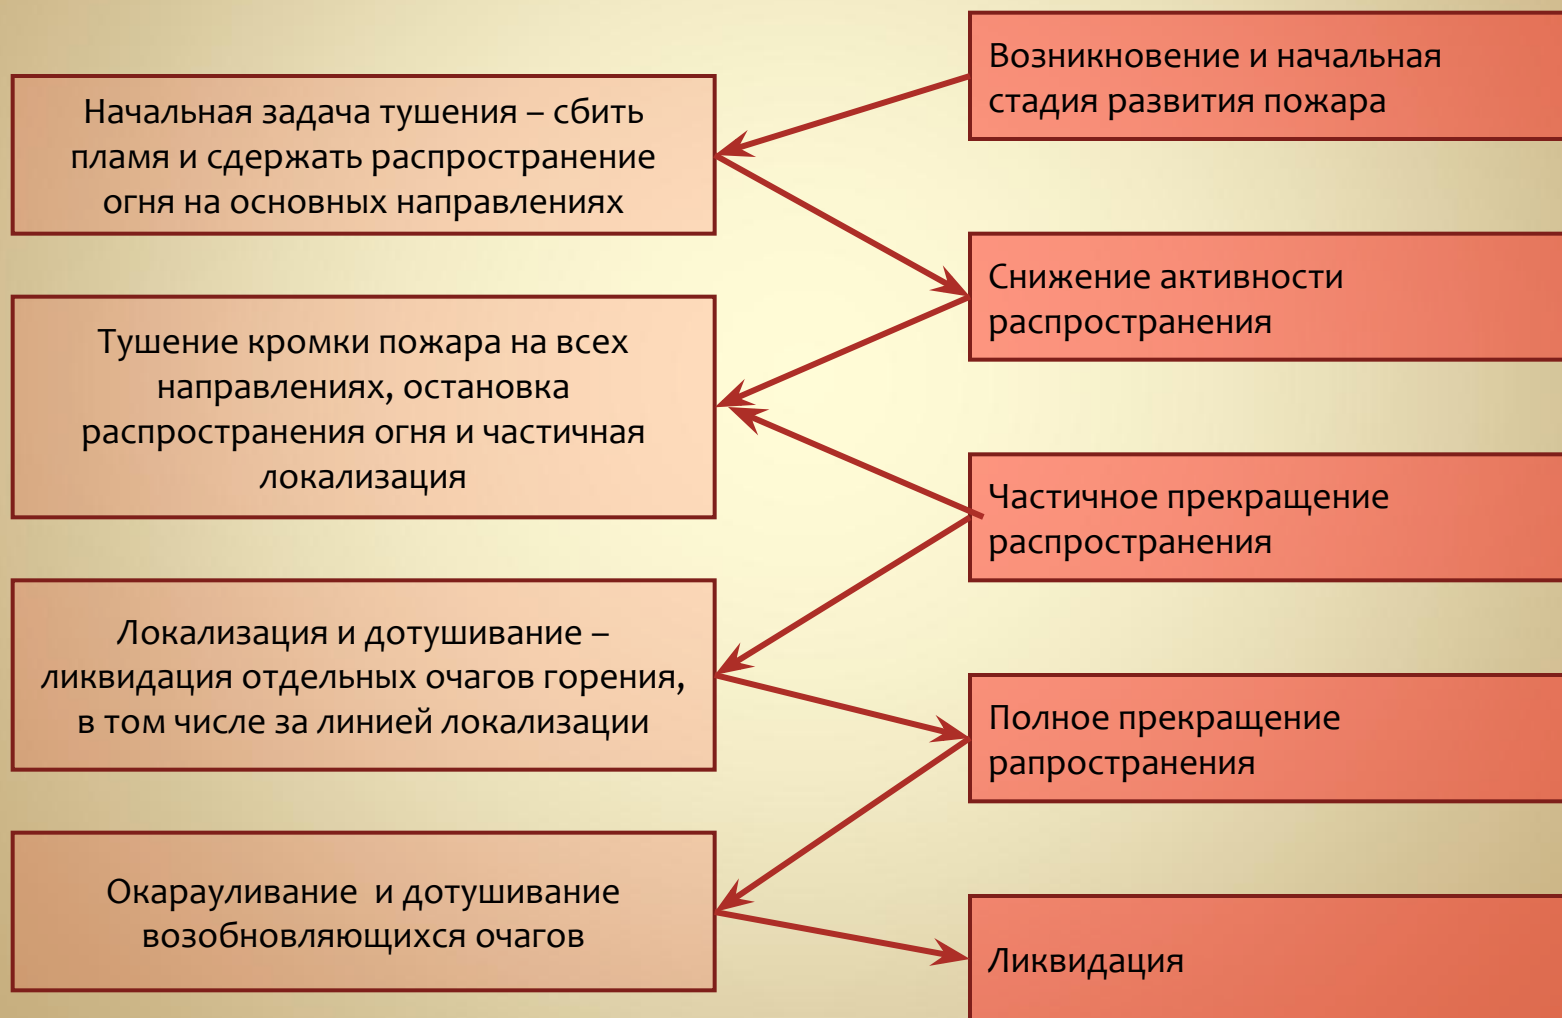 Возникновение и начальная
стадия развития пожара
Начальная задача тушения – сбить
пламя и сдержать распространение
огня на основных направлениях
Снижение активности
распространения
Тушение кромки пожара на всех
направлениях, остановка
распространения огня и частичная
локализация
Частичное прекращение
распространения
Локализация и дотушивание –
ликвидация отдельных очагов горения,
в том числе за линией локализации
Полное прекращение
рапространения
Окарауливание  и дотушивание
возобновляющихся очагов
Ликвидация